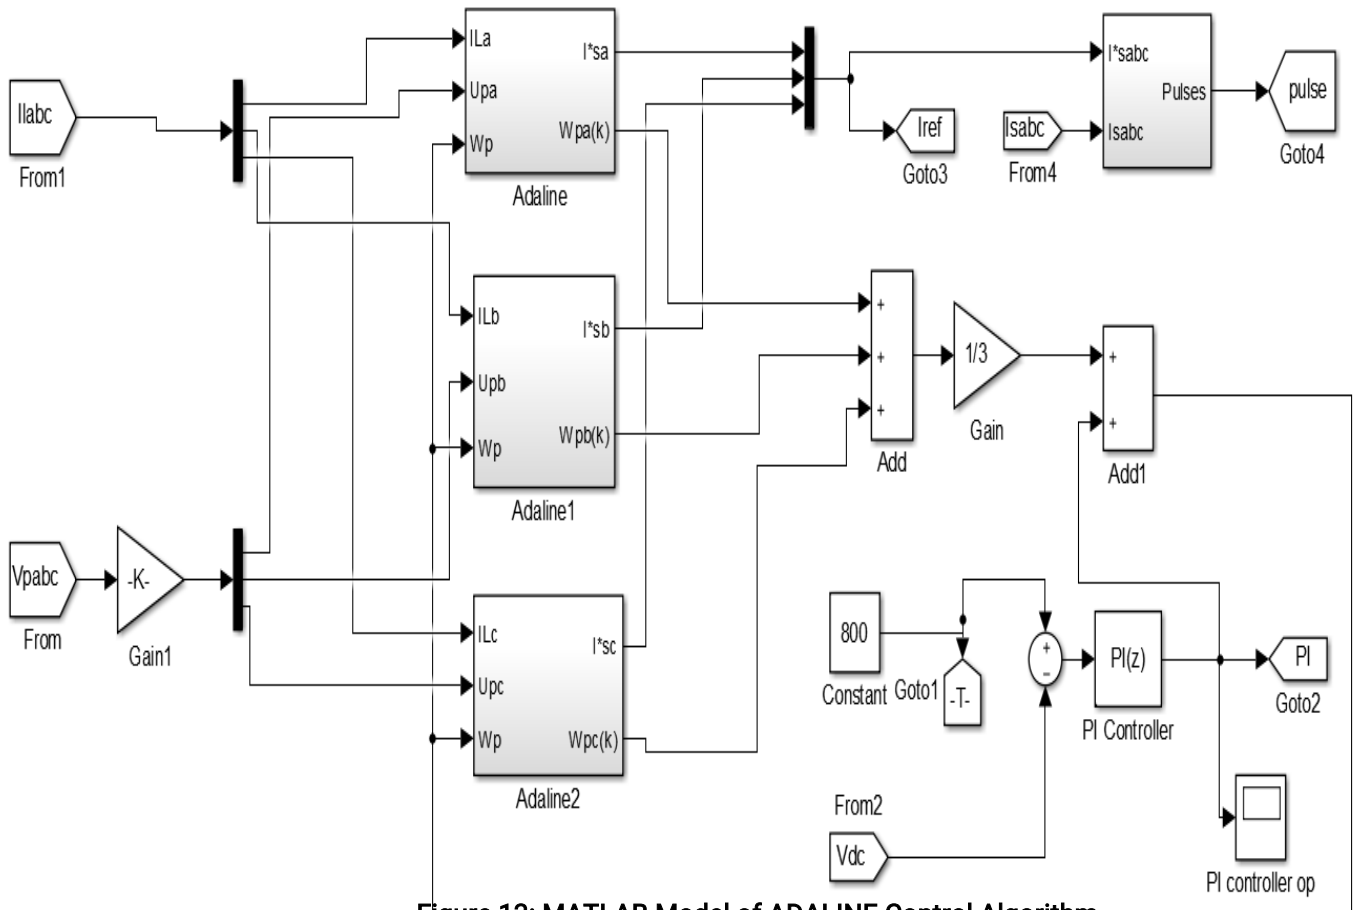 Ilabc
From1
ILa
Upa
Wp
I*sa
Wpa(k)
Adaline
Iref
Goto3
Isabc
From4
I*sabc
Isabc
Pulses
pulse
Goto4
ILb
Upb
Wp
I*sb
Wpb(k)
Adaline1
+
+
+
Add
1/3
Gain
+
+
Add1
Vpabc
From
-K-
Gain1
ILc
Upc
Wp
I*sc
Wpc(k)
Adaline2
800
Constant
Goto1
-T-
+
−
PI(z)
PI Controller
PI
Goto2
From2
Vdc
PI controller op
Figure 12: MATLAB Model of ADALINE Control Algorithm